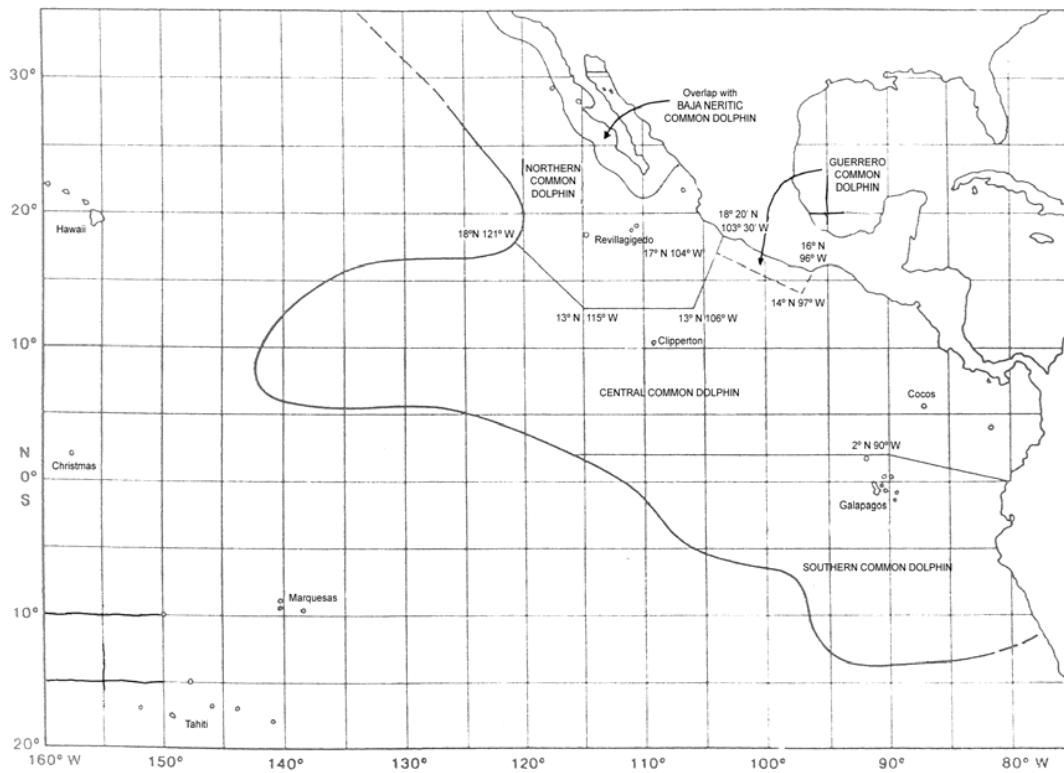 30°
Overlap with
BAJA NERITIC
COMMON DOLPHIN
NORTHERN
COMMON
DOLPHIN
GUERRERO
COMMON
DOLPHIN
20°
Hawaii
18° N 121° W
Revillagigedo
17° N 104° W
18° 20' N
103° 30' W
16° N
96° W
14° N 97° W
13° N 115° W
13° N 106° W
10°
Clipperton
CENTRAL COMMON DOLPHIN
Cocos
2° N 90° W
N
0°
S
Christmas
Galapagos
SOUTHERN COMMON DOLPHIN
Marquesas
10°
Tahiti
20°
160° W
150°
140°
130°
120°
110°
100°
90°
80° W